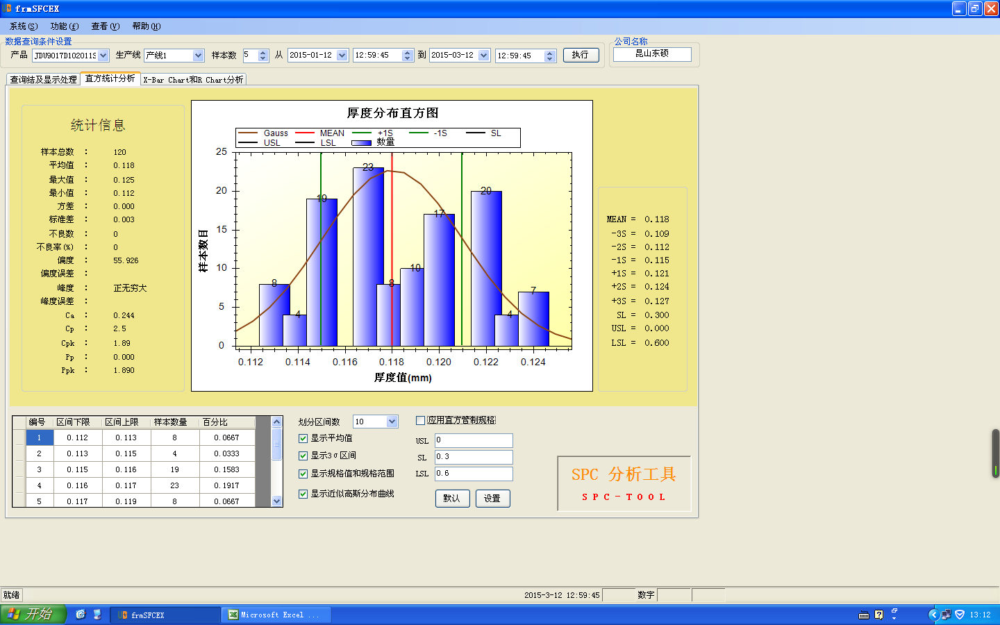 frmSFCEX
系统(S) 功能(f) 查看(V) 帮助(H)
数据查询条件设置 公司名称
产品 JDV9017D102011S 生产线 产线1 样本数 5 从 2015-01-12 12:59:45 到 2015-03-12 12:59:45 执行 昆山东硕
查询结及显示处理 直方统计分析 X-Bar Chart和R Chart分析
统计信息
样本总数 : 120
平均值 : 0.118
最大值 : 0.125
最小值 : 0.112
方差 : 0.000
标准差 : 0.003
不良数 : 0
不良率(%) : 0
偏度 : 55.926
偏度误差 :
峰度 : 正无穷大
峰度误差 :
Ca : 0.244
Cp : 2.5
Cpk : 1.89
Pp : 0.000
Ppk : 1.890
厚度分布直方图
Gauss MEAN +1S -1S SL
USL LSL 数量
样本数目
25
20
15
10
5
0
8 4 19 23 8 10 17 20 4 7
0.112 0.114 0.116 0.118 0.120 0.122 0.124
厚度值(mm)
MEAN = 0.118
-3S = 0.109
-2S = 0.112
-1S = 0.115
+1S = 0.121
+2S = 0.124
+3S = 0.127
SL = 0.300
USL = 0.000
LSL = 0.600
编号 区间下限 区间上限 样本数量 百分比
1 0.112 0.113 8 0.0667
2 0.113 0.115 4 0.0333
3 0.115 0.116 19 0.1583
4 0.116 0.117 23 0.1917
5 0.117 0.119 8 0.0667
划分区间数 10
显示平均值
显示3σ区间
显示规格值和规格范围
显示近似高斯分布曲线
应用直方管制规格
USL 0
SL 0.3
LSL 0.6
默认 设置
SPC 分析工具
SPC-TOOL
就绪 2015-3-12 12:59:45 数字
开始 frmSFCEX Microsoft Excel ... 13:12